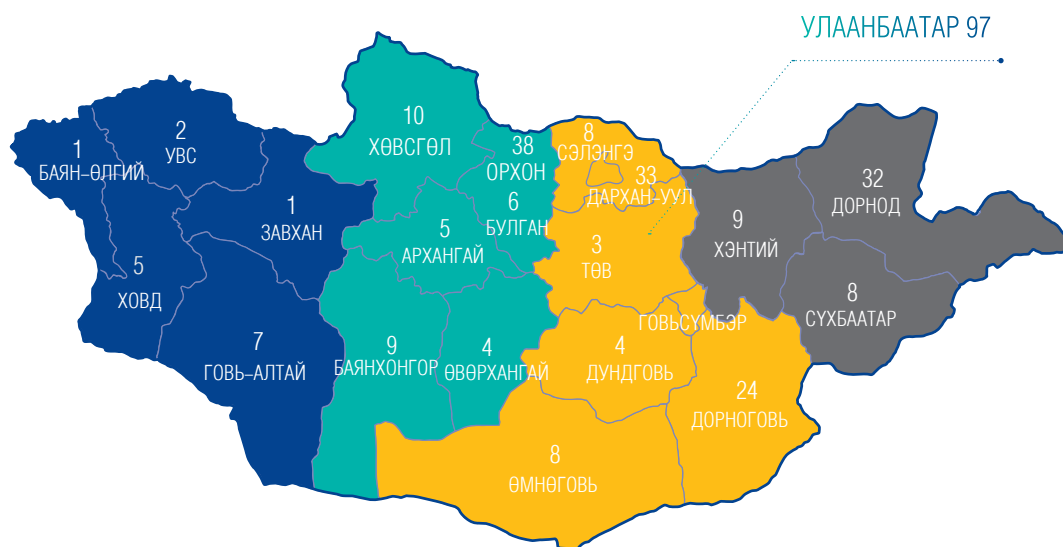 УЛААНБААТАР 97
1
БАЯН–ӨЛГИЙ
2
УВС
1
ЗАВХАН
5
ХОВД
7
ГОВЬ–АЛТАЙ
10
ХӨВСГӨЛ
38
ОРХОН
6
БУЛГАН
5
АРХАНГАЙ
9
БАЯНХОНГОР
4
ӨВӨРХАНГАЙ
8
СЭЛЭНГЭ
33
ДАРХАН–УУЛ
3
ТӨВ
ГОВЬСҮМБЭР
4
ДУНДГОВЬ
24
ДОРНОГОВЬ
8
ӨМНӨГОВЬ
9
ХЭНТИЙ
32
ДОРНОД
8
СҮХБААТАР